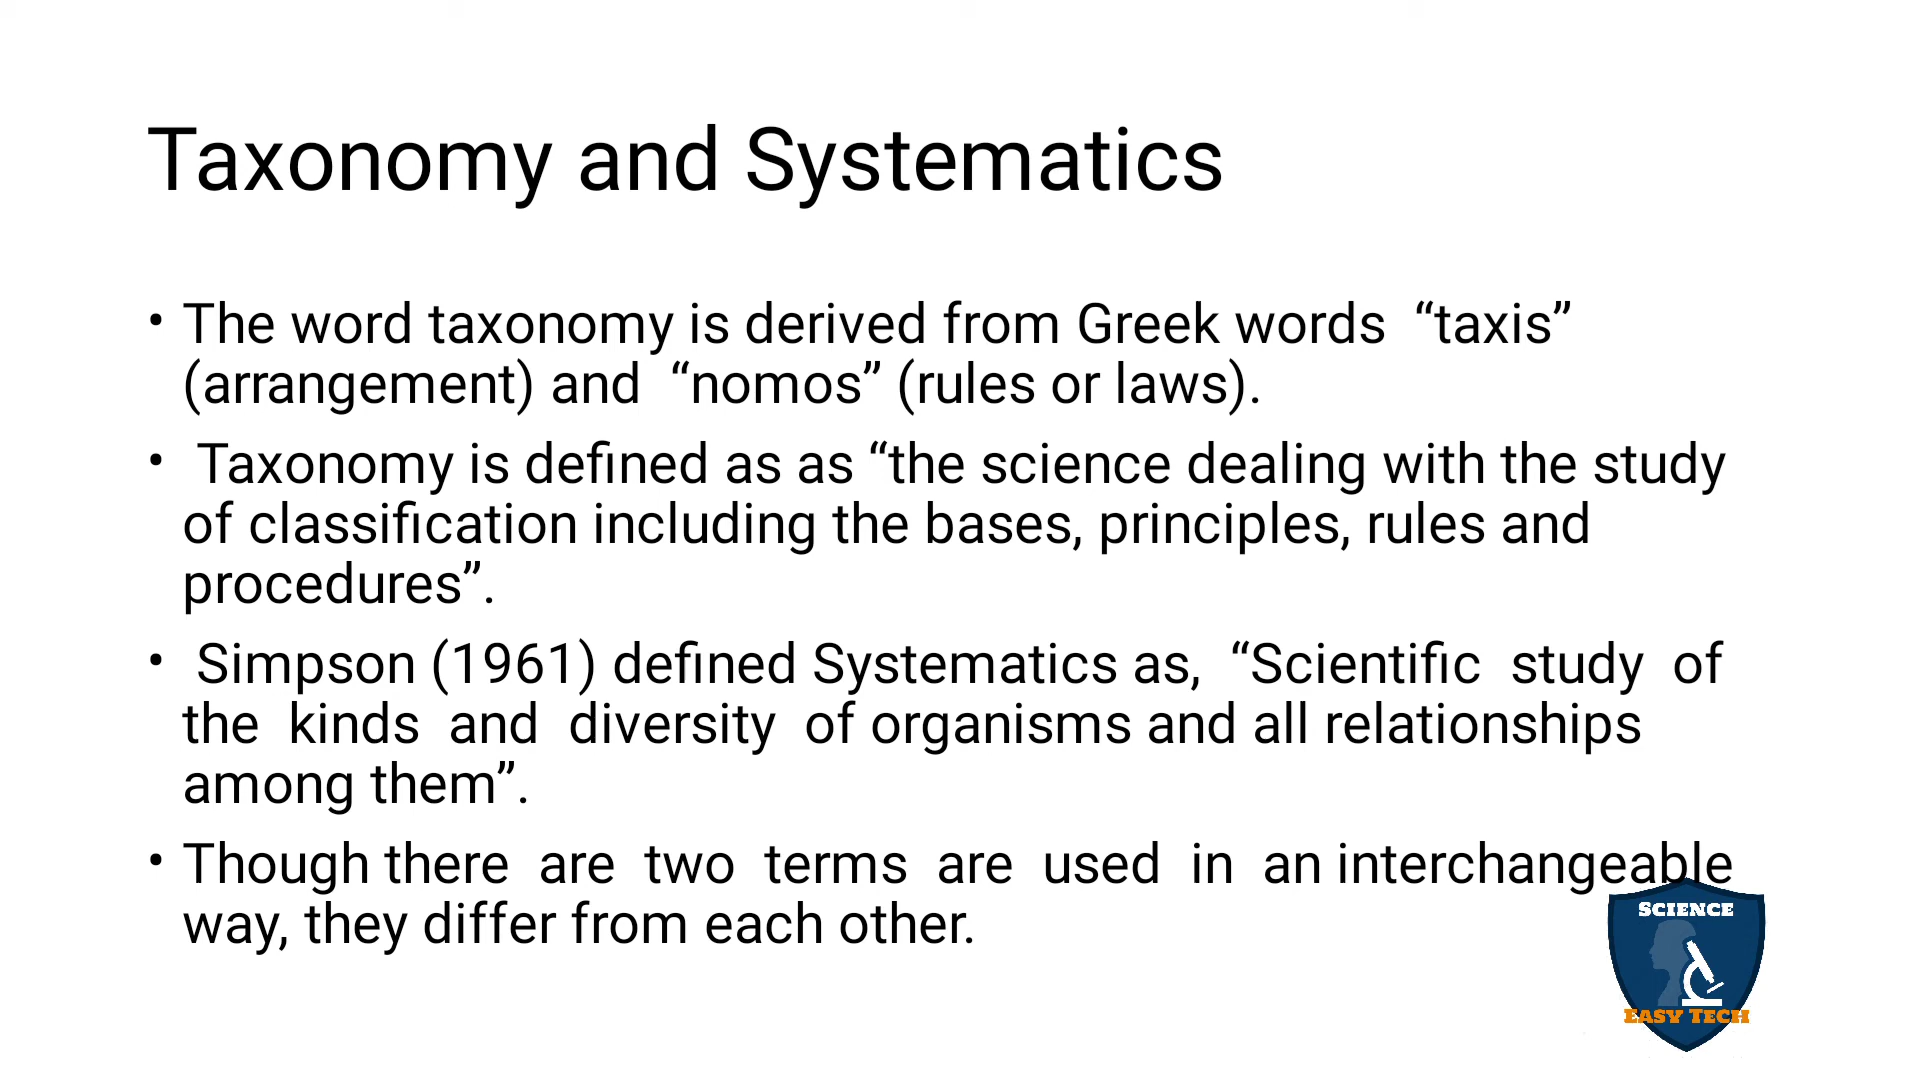 Taxonomy and Systematics
• The word taxonomy is derived from Greek words  “taxis”
(arrangement) and  “nomos” (rules or laws).
•  Taxonomy is defined as as “the science dealing with the study
of classification including the bases, principles, rules and
procedures”.
•  Simpson (1961) defined Systematics as,  “Scientific  study  of
the  kinds  and  diversity  of organisms and all relationships
among them”.
• Though there  are  two  terms  are  used  in  an interchangeable
way, they differ from each other.
SCIENCE
EASY TECH